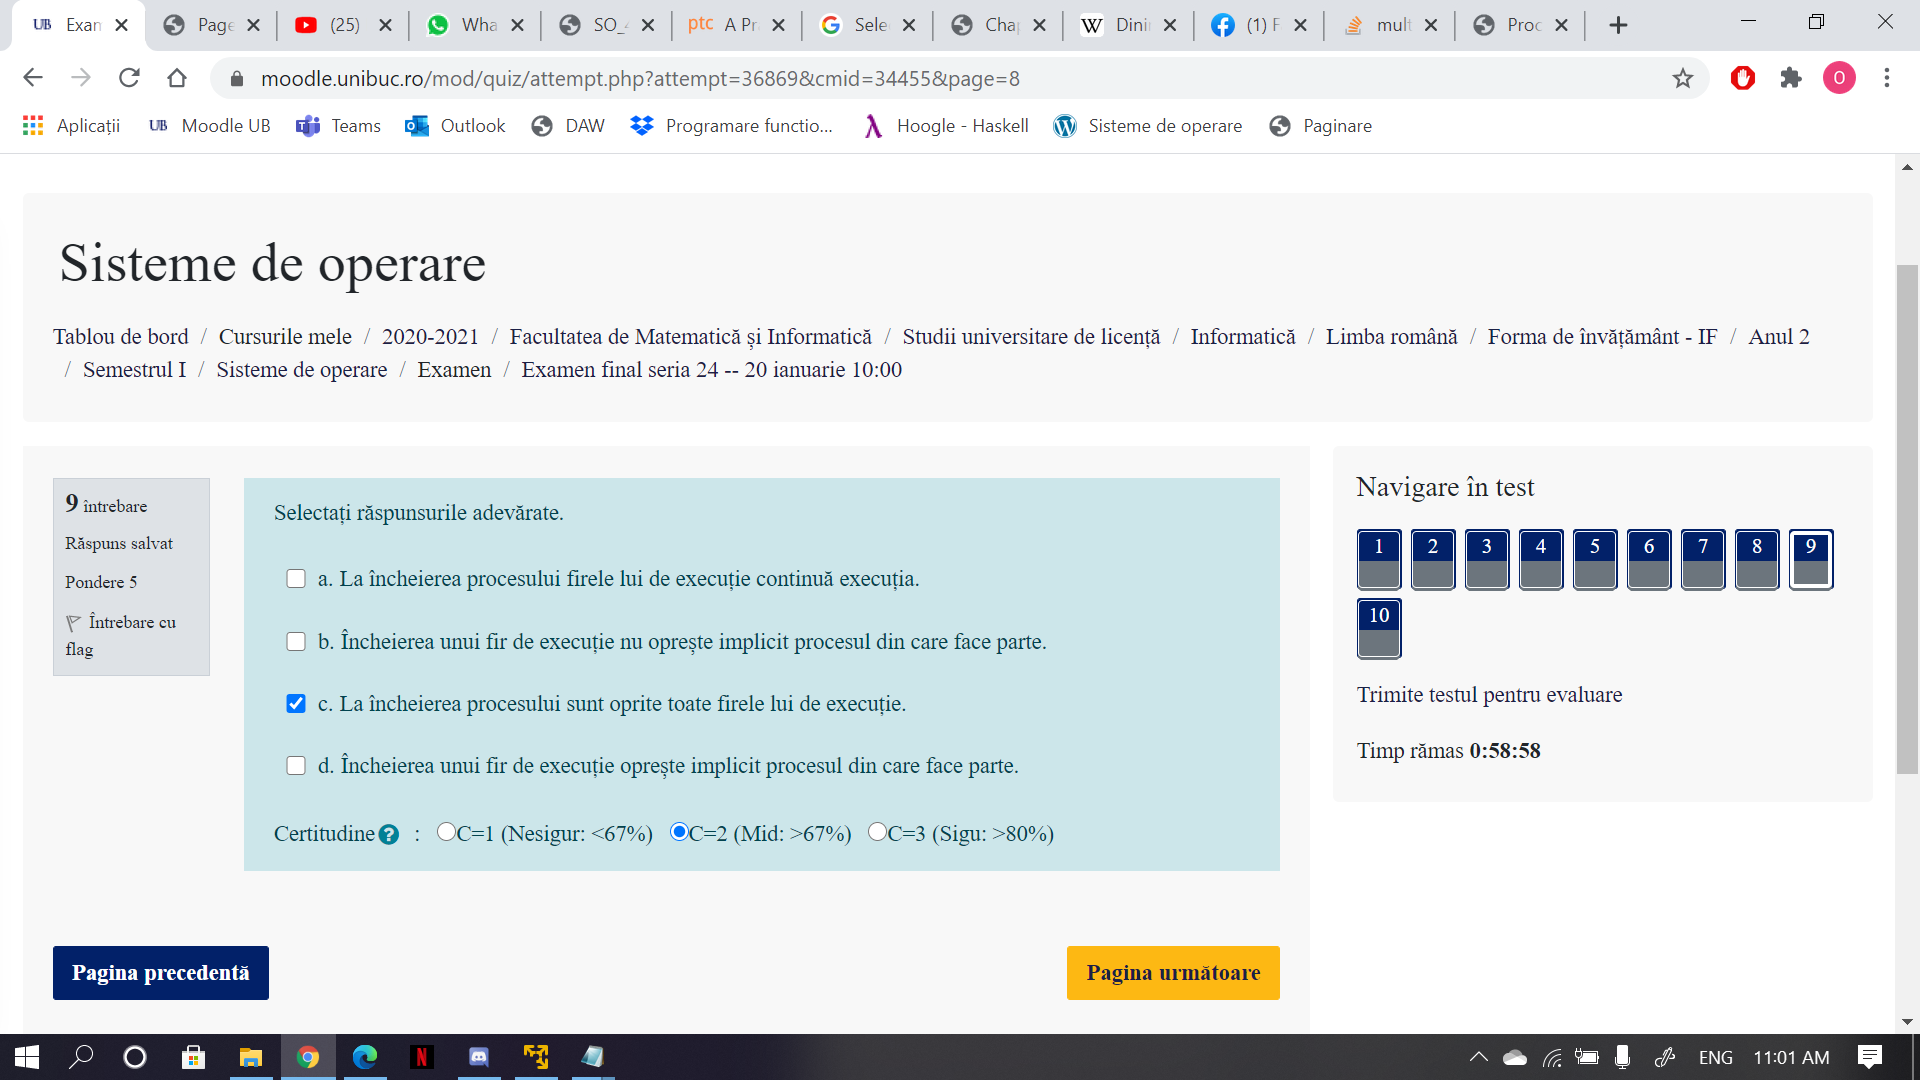 UB Exan
Page
(25)
Wha
SO_
ptc A Pr
Sele
Cha
W Dini
(1) F
mult
Proc
moodle.unibuc.ro/mod/quiz/attempt.php?attempt=36869&cmid=34455&page=8
O
Aplicații
UB Moodle UB
Teams
Outlook
DAW
Programare functio...
Hoogle - Haskell
Sisteme de operare
Paginare
Sisteme de operare
Tablou de bord / Cursurile mele / 2020-2021 / Facultatea de Matematică și Informatică / Studii universitare de licență / Informatică / Limba română / Forma de învățământ - IF / Anul 2
/ Semestrul I / Sisteme de operare / Examen / Examen final seria 24 -- 20 ianuarie 10:00
9 întrebare
Răspuns salvat
Pondere 5
Întrebare cu
flag
Selectați răspunsurile adevărate.
a. La încheierea procesului firele lui de execuție continuă execuția.
b. Încheierea unui fir de execuție nu oprește implicit procesul din care face parte.
c. La încheierea procesului sunt oprite toate firele lui de execuție.
d. Încheierea unui fir de execuție oprește implicit procesul din care face parte.
Certitudine ? : C=1 (Nesigur: <67%) C=2 (Mid: >67%) C=3 (Sigu: >80%)
Pagina precedentă
Pagina următoare
Navigare în test
1 2 3 4 5 6 7 8 9
10
Trimite testul pentru evaluare
Timp rămas 0:58:58
N
ENG
11:01 AM